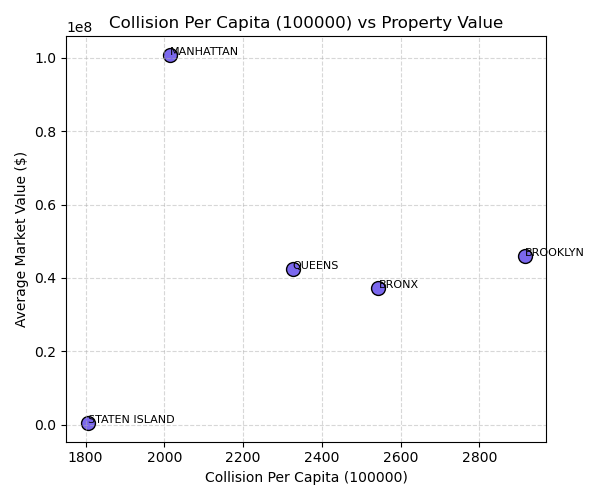 Collision Per Capita (100000) vs Property Value
1e8
1.0
0.8
0.6
0.4
0.2
0.0
Average Market Value ($)
MANHATTAN
BROOKLYN
QUEENS
BRONX
STATEN ISLAND
1800 2000 2200 2400 2600 2800
Collision Per Capita (100000)